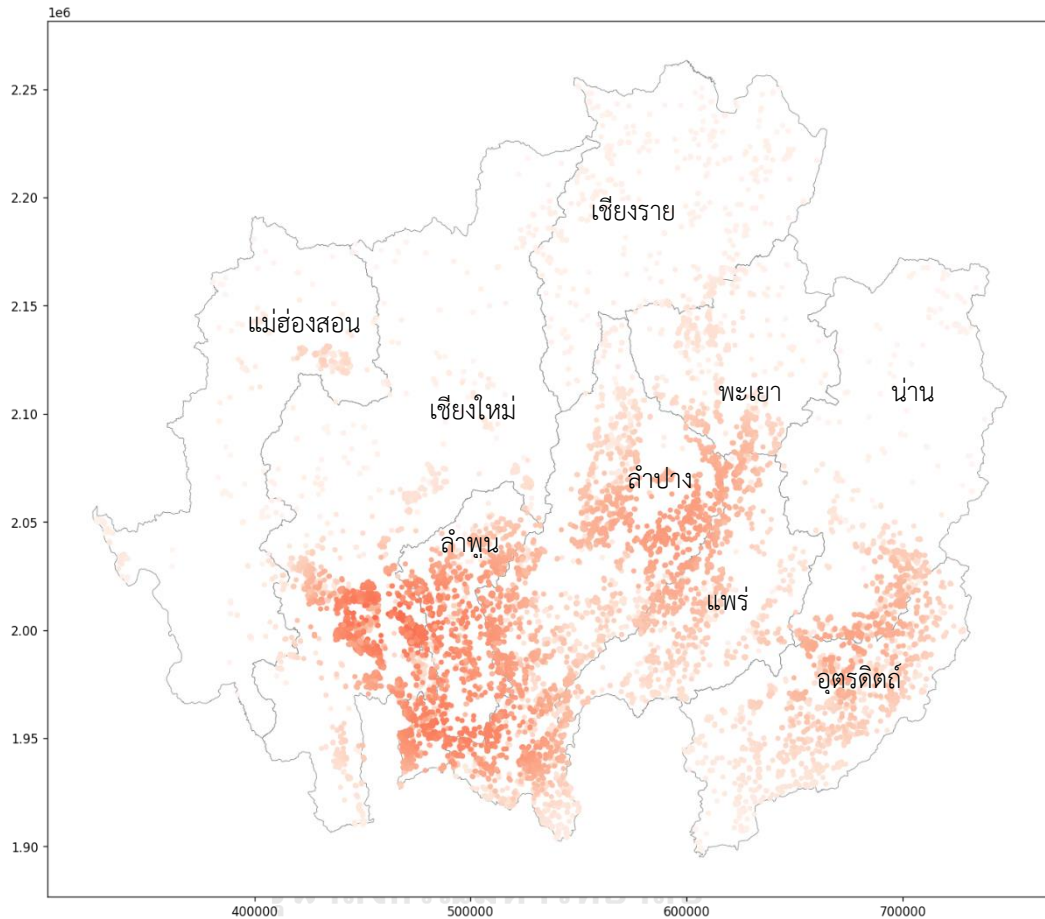 1e6
2.25
2.20
เชียงราย
2.15
แม่ฮ่องสอน
2.10
เชียงใหม่
พะเยา
น่าน
ลำปาง
2.05
ลำพูน
แพร่
2.00
อุตรดิตถ์
1.95
1.90
400000
500000
600000
700000